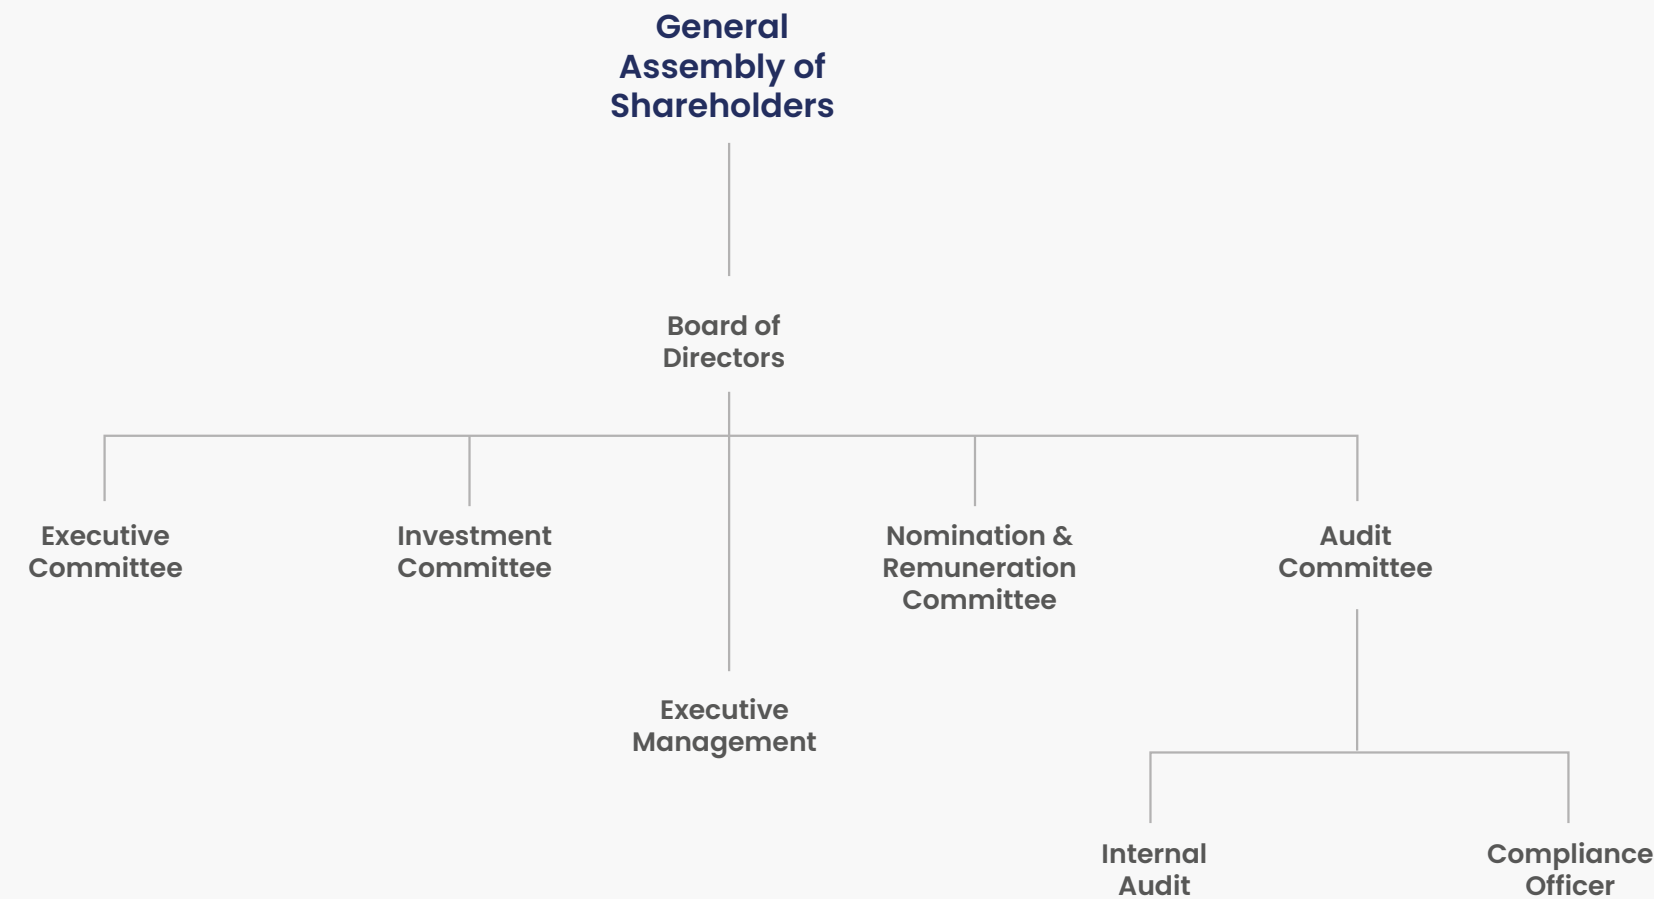 General
Assembly of
Shareholders
Board of
Directors
Executive
Committee
Investment
Committee
Nomination &
Remuneration
Committee
Audit
Committee
Executive
Management
Internal
Audit
Compliance
Officer